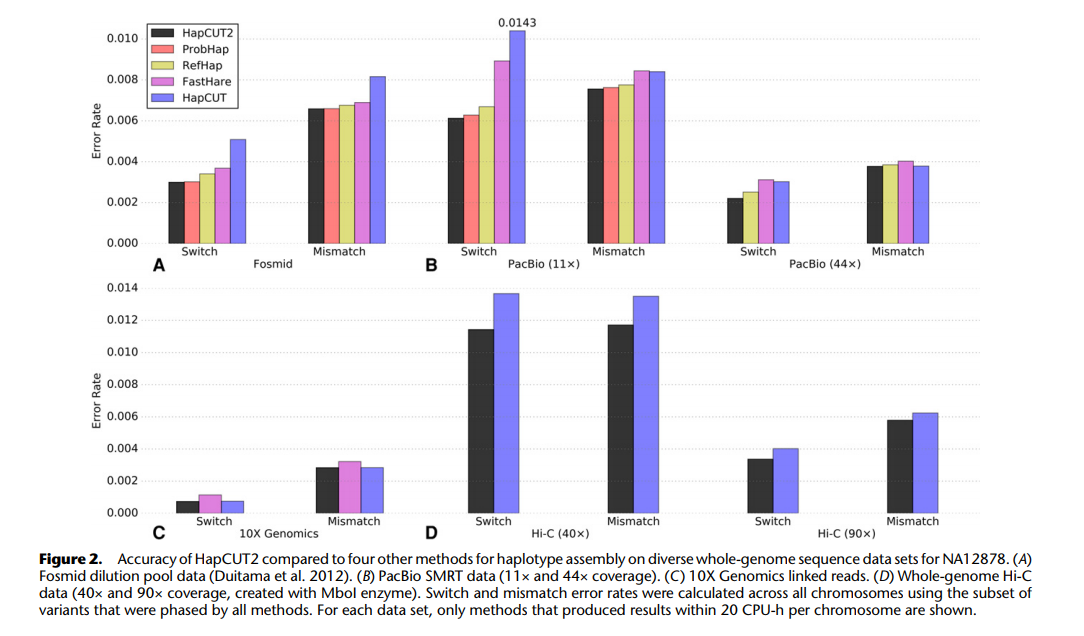 0.0143
0.010
0.008
0.006
0.004
0.002
0.000
Error Rate
HapCUT2
ProbHap
RefHap
FastHare
HapCUT
Switch
Mismatch
Switch
Mismatch
Switch
Mismatch
A
Fosmid
B
PacBio (11×)
PacBio (44×)
0.014
0.012
0.010
0.008
0.006
0.004
0.002
0.000
Error Rate
Switch
Mismatch
Switch
Mismatch
Switch
Mismatch
C
10X Genomics
D
Hi-C (40×)
Hi-C (90×)
Figure 2. Accuracy of HapCUT2 compared to four other methods for haplotype assembly on diverse whole-genome sequence data sets for NA12878. (A)
Fosmid dilution pool data (Duitama et al. 2012). (B) PacBio SMRT data (11× and 44× coverage). (C) 10X Genomics linked reads. (D) Whole-genome Hi-C
data (40× and 90× coverage, created with MboI enzyme). Switch and mismatch error rates were calculated across all chromosomes using the subset of
variants that were phased by all methods. For each data set, only methods that produced results within 20 CPU-h per chromosome are shown.